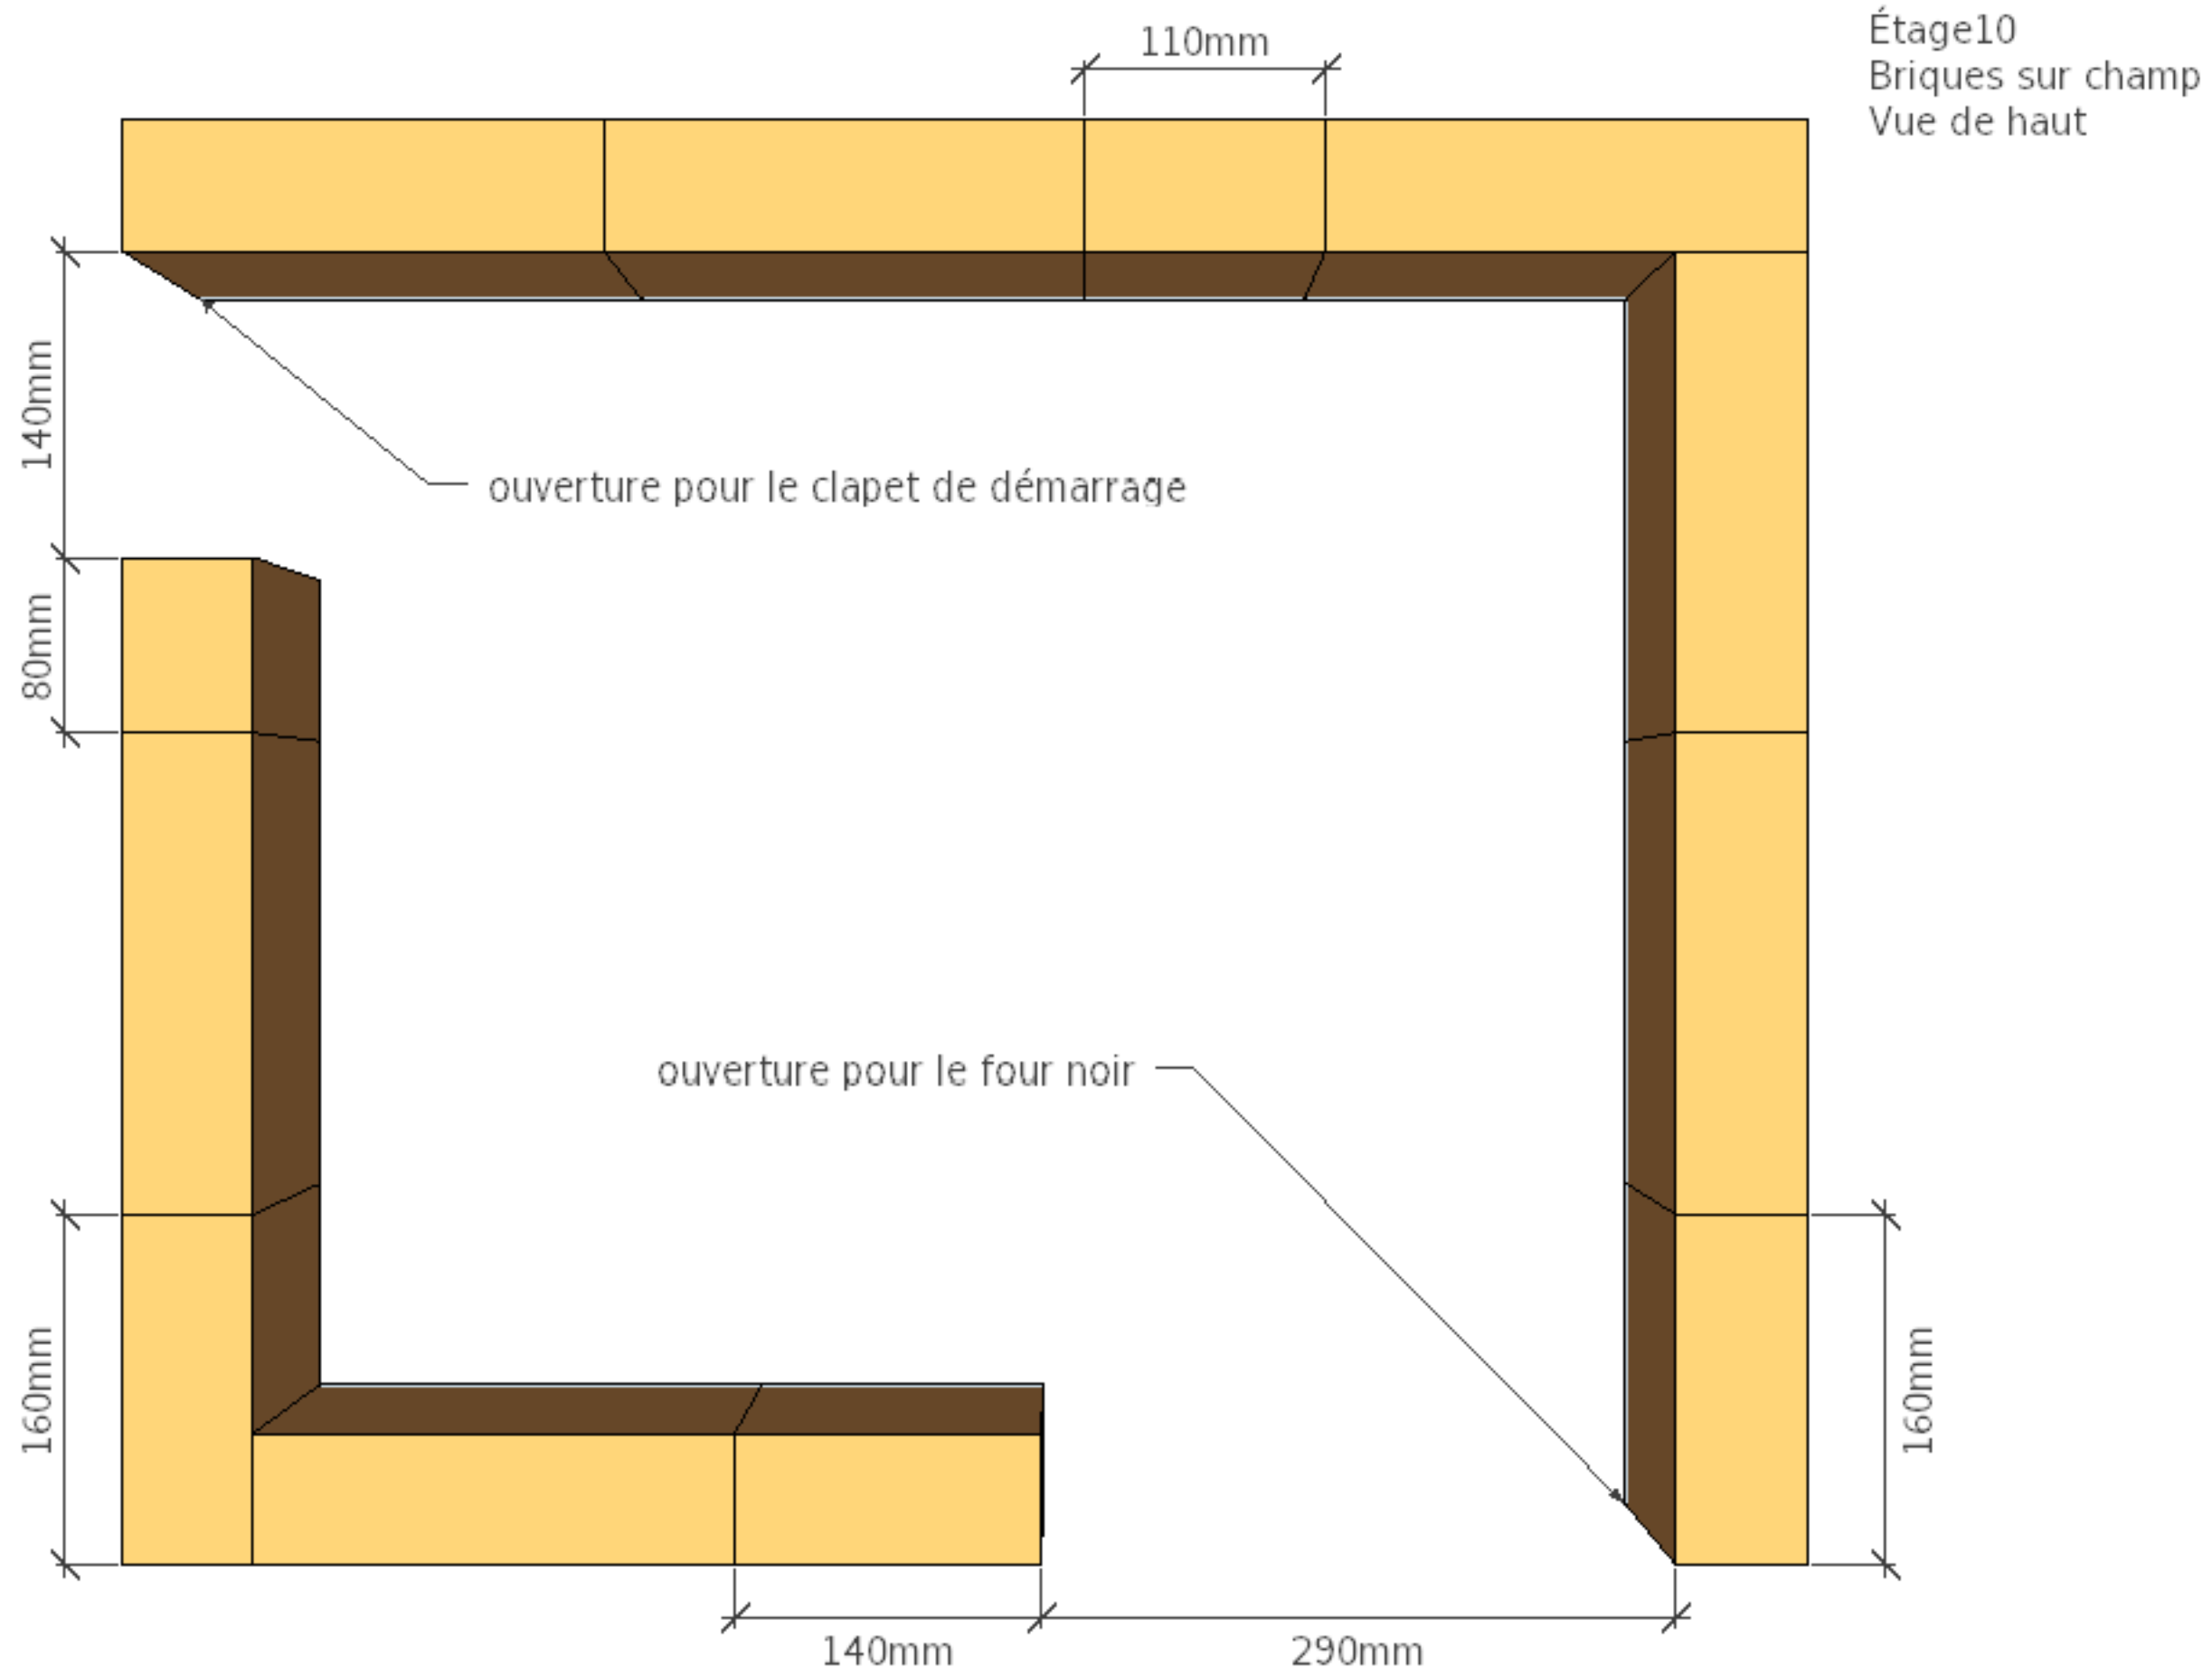 110mm
Étage10
Briques sur champ
Vue de haut
140mm
ouverture pour le clapet de démarrage
80mm
ouverture pour le four noir
160mm
160mm
140mm
290mm